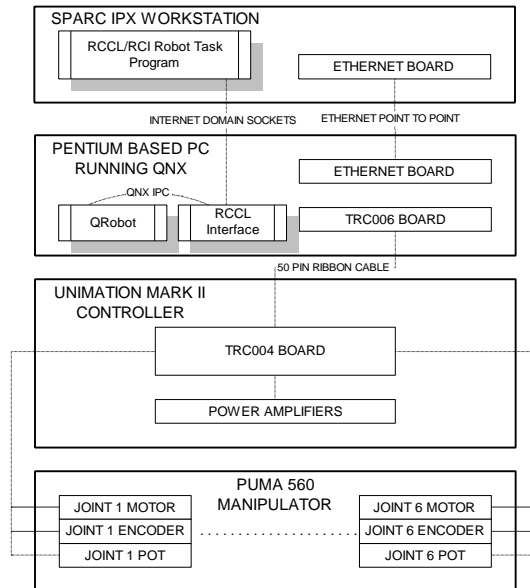 SPARC IPX WORKSTATION
RCCL/RCI Robot Task
Program
ETHERNET BOARD
INTERNET DOMAIN SOCKETS
ETHERNET POINT TO POINT
PENTIUM BASED PC
RUNNING QNX
ETHERNET BOARD
QNX IPC
QRobot
RCCL
Interface
TRC006 BOARD
50 PIN RIBBON CABLE
UNIMATION MARK II
CONTROLLER
TRC004 BOARD
POWER AMPLIFIERS
PUMA 560
MANIPULATOR
JOINT 1 MOTOR
JOINT 1 ENCODER
JOINT 1 POT
. . . . . . . . . . . . . .
JOINT 6 MOTOR
JOINT 6 ENCODER
JOINT 6 POT